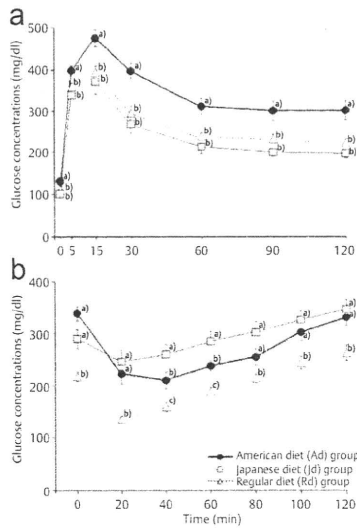 a
Glucose concentrations (mg/dl)
500
400
300
200
100
0
a)
a)
a)
a)
a)
a)
a)
b)
b)
b)
b)
b)
b)
b)
b)
b)
b)
b)
b)
b)
b)
0 5 15 30 60 90 120
b
Glucose concentrations (mg/dl)
400
300
200
100
0
a)
a)
a)
a)
a)
a)
a)
a)
a)
b)
a)
b)
b)
b)
a)
a)
b)
b)
c)
c)
b)
b)
b)
American diet (Ad) group
Japanese diet (Jd) group
Regular diet (Rd) group
0 20 40 60 80 100 120
Time (min)